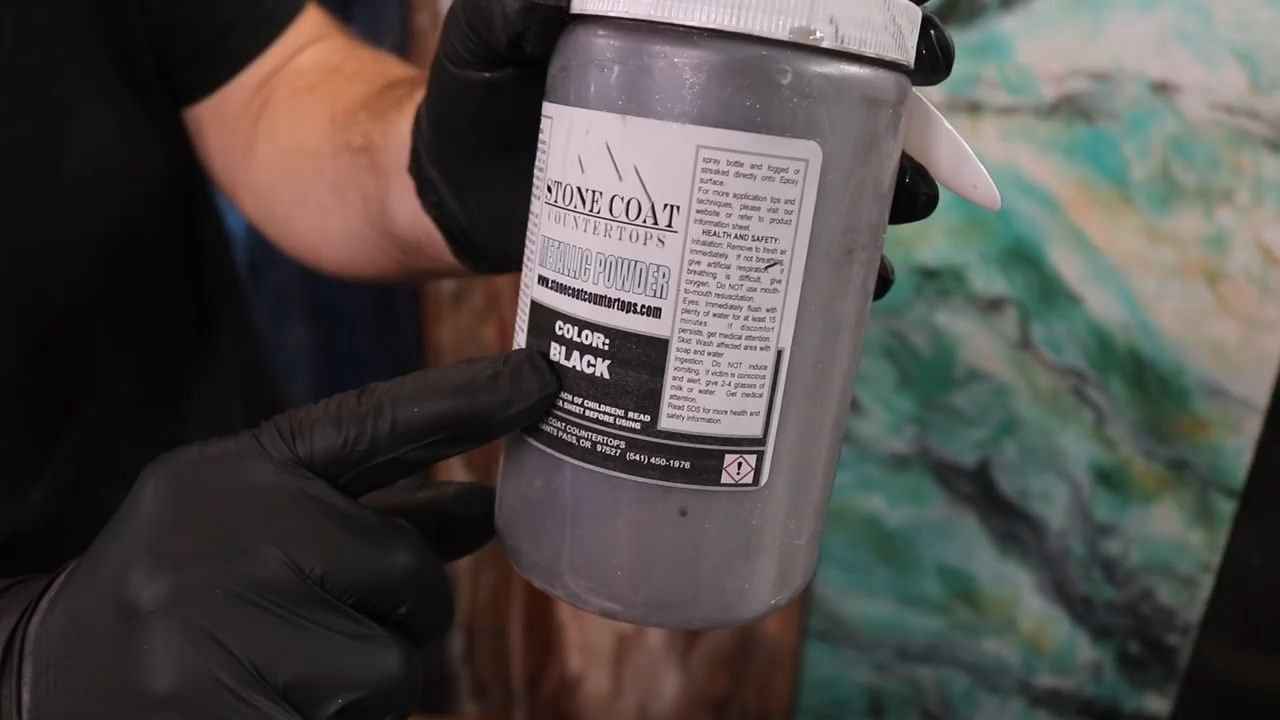 STONE COAT
COUNTERTOPS
METALLIC POWDER
www.stonecoatcountertops.com
COLOR:
BLACK
ACH OF CHILDREN! READ
A SHEET BEFORE USING
COAT COUNTERTOPS
ANTS PASS, OR 97527 (541) 450-1976
spray bottle and fogged or
streaked directly onto Epoxy
surface.
For more application tips and
techniques, please visit our
website or refer to product
information sheet.
HEALTH AND SAFETY:
Inhalation: Remove to fresh air
immediately. If not breathing,
give artificial respiration. If
breathing is difficult, give
oxygen. Do NOT use mouth-
to-mouth resuscitation.
Eyes: Immediately flush with
plenty of water for at least 15
minutes. If discomfort
persists, get medical attention.
Skid: Wash affected area with
soap and water.
Ingestion: Do NOT induce
vomiting. If victim is conscious
and alert, give 2-4 glasses of
milk or water. Get medical
attention.
Read SDS for more health and
safety information.